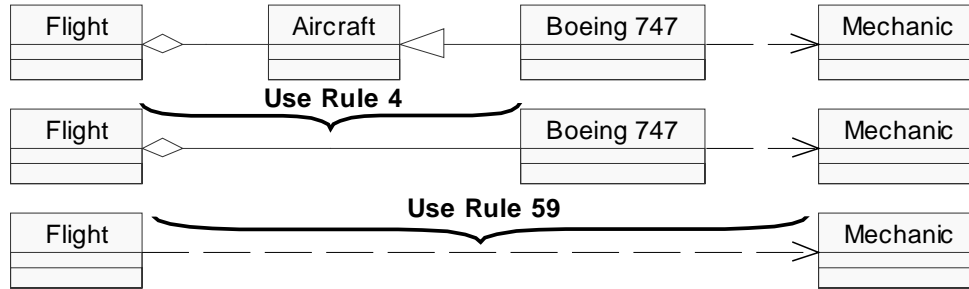 Flight Aircraft Boeing 747 Mechanic
Use Rule 4
Flight Boeing 747 Mechanic
Use Rule 59
Flight Mechanic